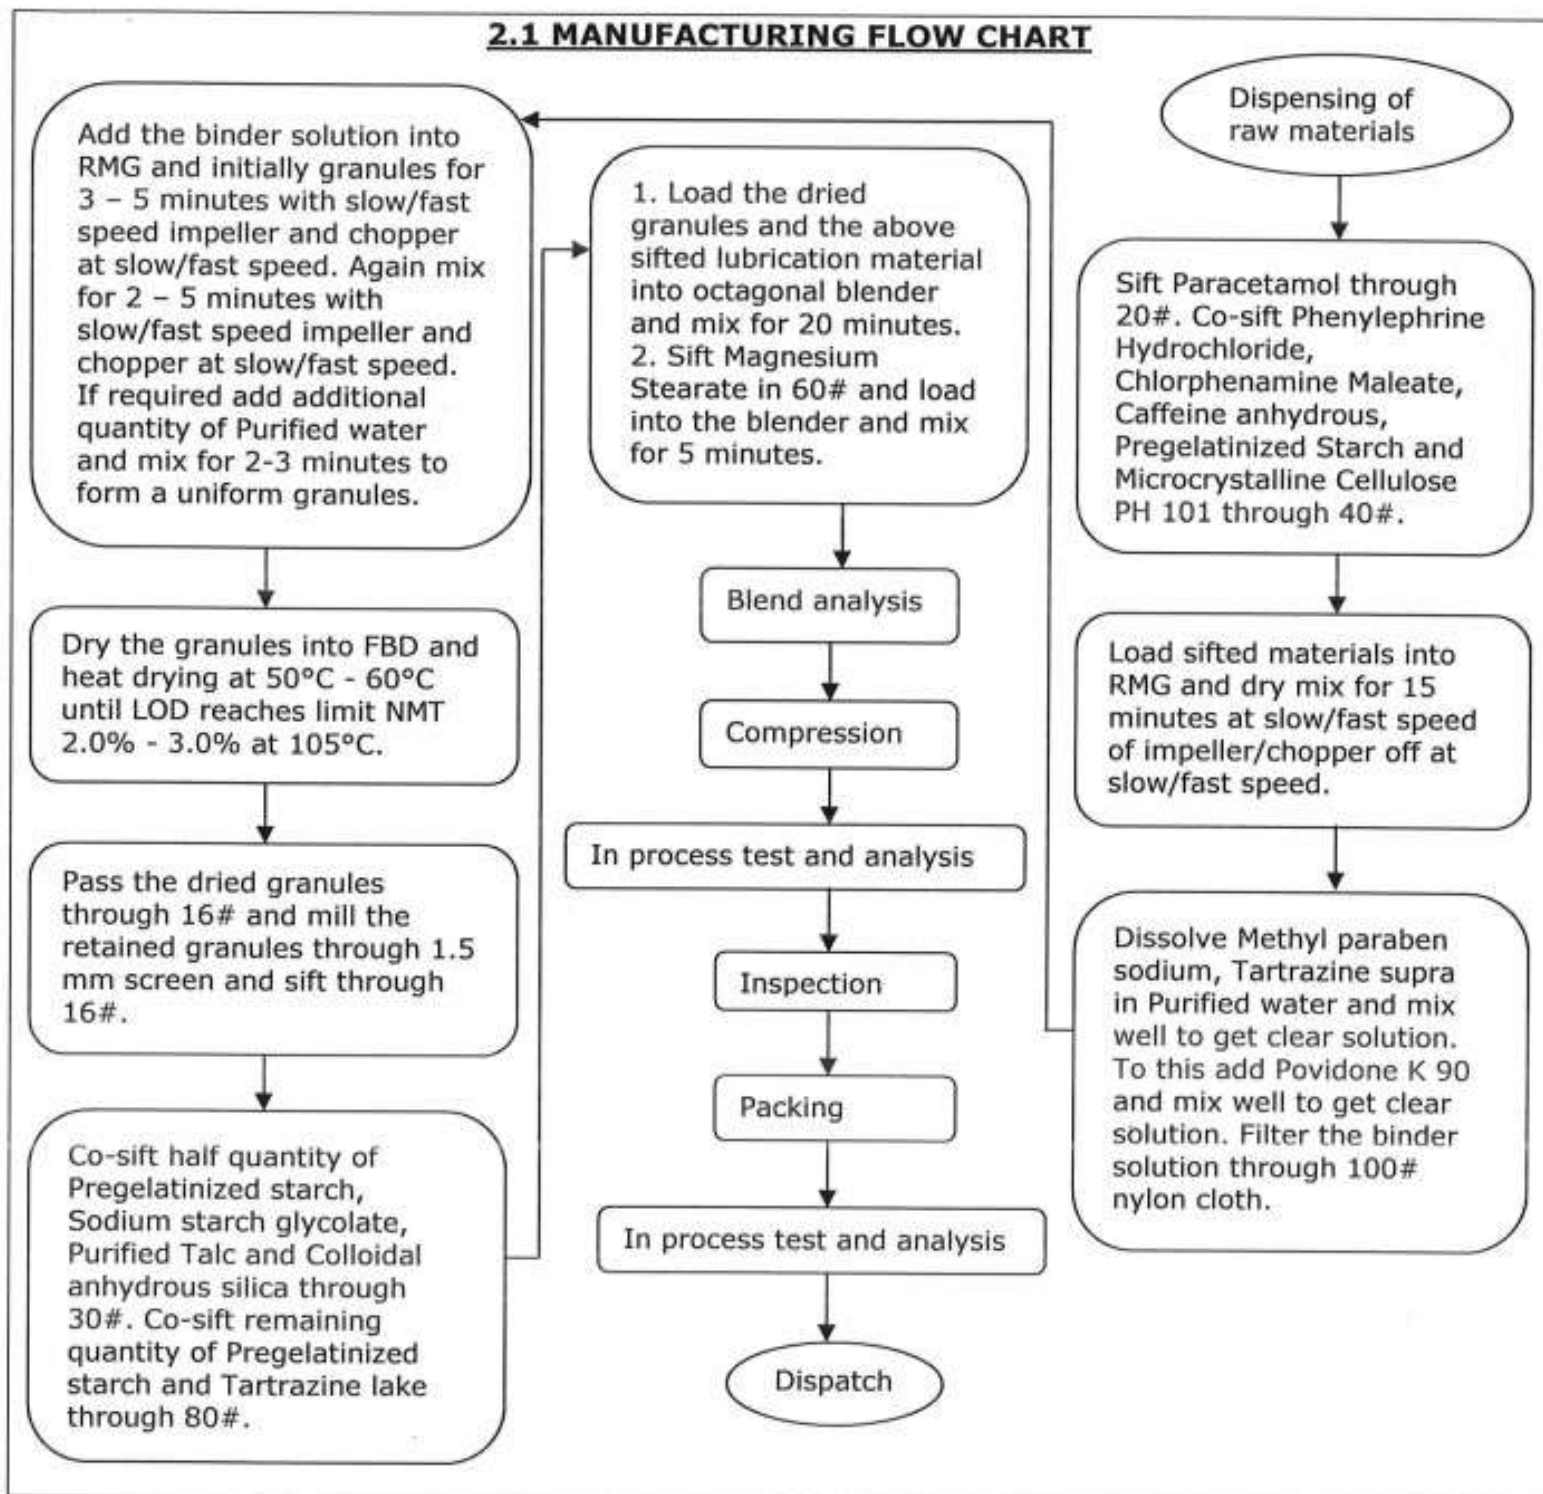 2.1 MANUFACTURING FLOW CHART
Dispensing of
raw materials
Sift Paracetamol through
20#. Co-sift Phenylephrine
Hydrochloride,
Chlorphenamine Maleate,
Caffeine anhydrous,
Pregelatinized Starch and
Microcrystalline Cellulose
PH 101 through 40#.
Load sifted materials into
RMG and dry mix for 15
minutes at slow/fast speed
of impeller/chopper off at
slow/fast speed.
Dissolve Methyl paraben
sodium, Tartrazine supra
in Purified water and mix
well to get clear solution.
To this add Povidone K 90
and mix well to get clear
solution. Filter the binder
solution through 100#
nylon cloth.
Add the binder solution into
RMG and initially granules for
3 – 5 minutes with slow/fast
speed impeller and chopper
at slow/fast speed. Again mix
for 2 – 5 minutes with
slow/fast speed impeller and
chopper at slow/fast speed.
If required add additional
quantity of Purified water
and mix for 2-3 minutes to
form a uniform granules.
Dry the granules into FBD and
heat drying at 50°C - 60°C
until LOD reaches limit NMT
2.0% - 3.0% at 105°C.
Pass the dried granules
through 16# and mill the
retained granules through 1.5
mm screen and sift through
16#.
Co-sift half quantity of
Pregelatinized starch,
Sodium starch glycolate,
Purified Talc and Colloidal
anhydrous silica through
30#. Co-sift remaining
quantity of Pregelatinized
starch and Tartrazine lake
through 80#.
1. Load the dried
granules and the above
sifted lubrication material
into octagonal blender
and mix for 20 minutes.
2. Sift Magnesium
Stearate in 60# and load
into the blender and mix
for 5 minutes.
Blend analysis
Compression
In process test and analysis
Inspection
Packing
In process test and analysis
Dispatch